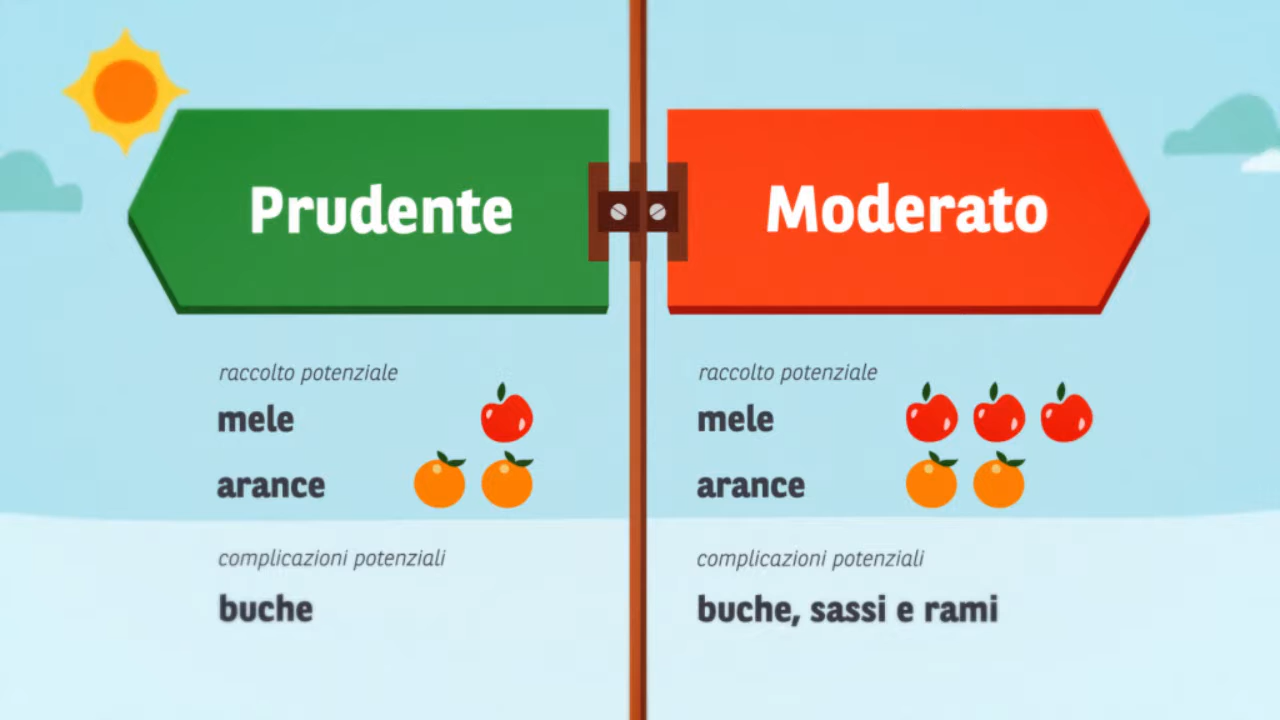 Prudente
raccolto potenziale
mele
arance
complicazioni potenziali
buche
Moderato
raccolto potenziale
mele
arance
complicazioni potenziali
buche, sassi e rami